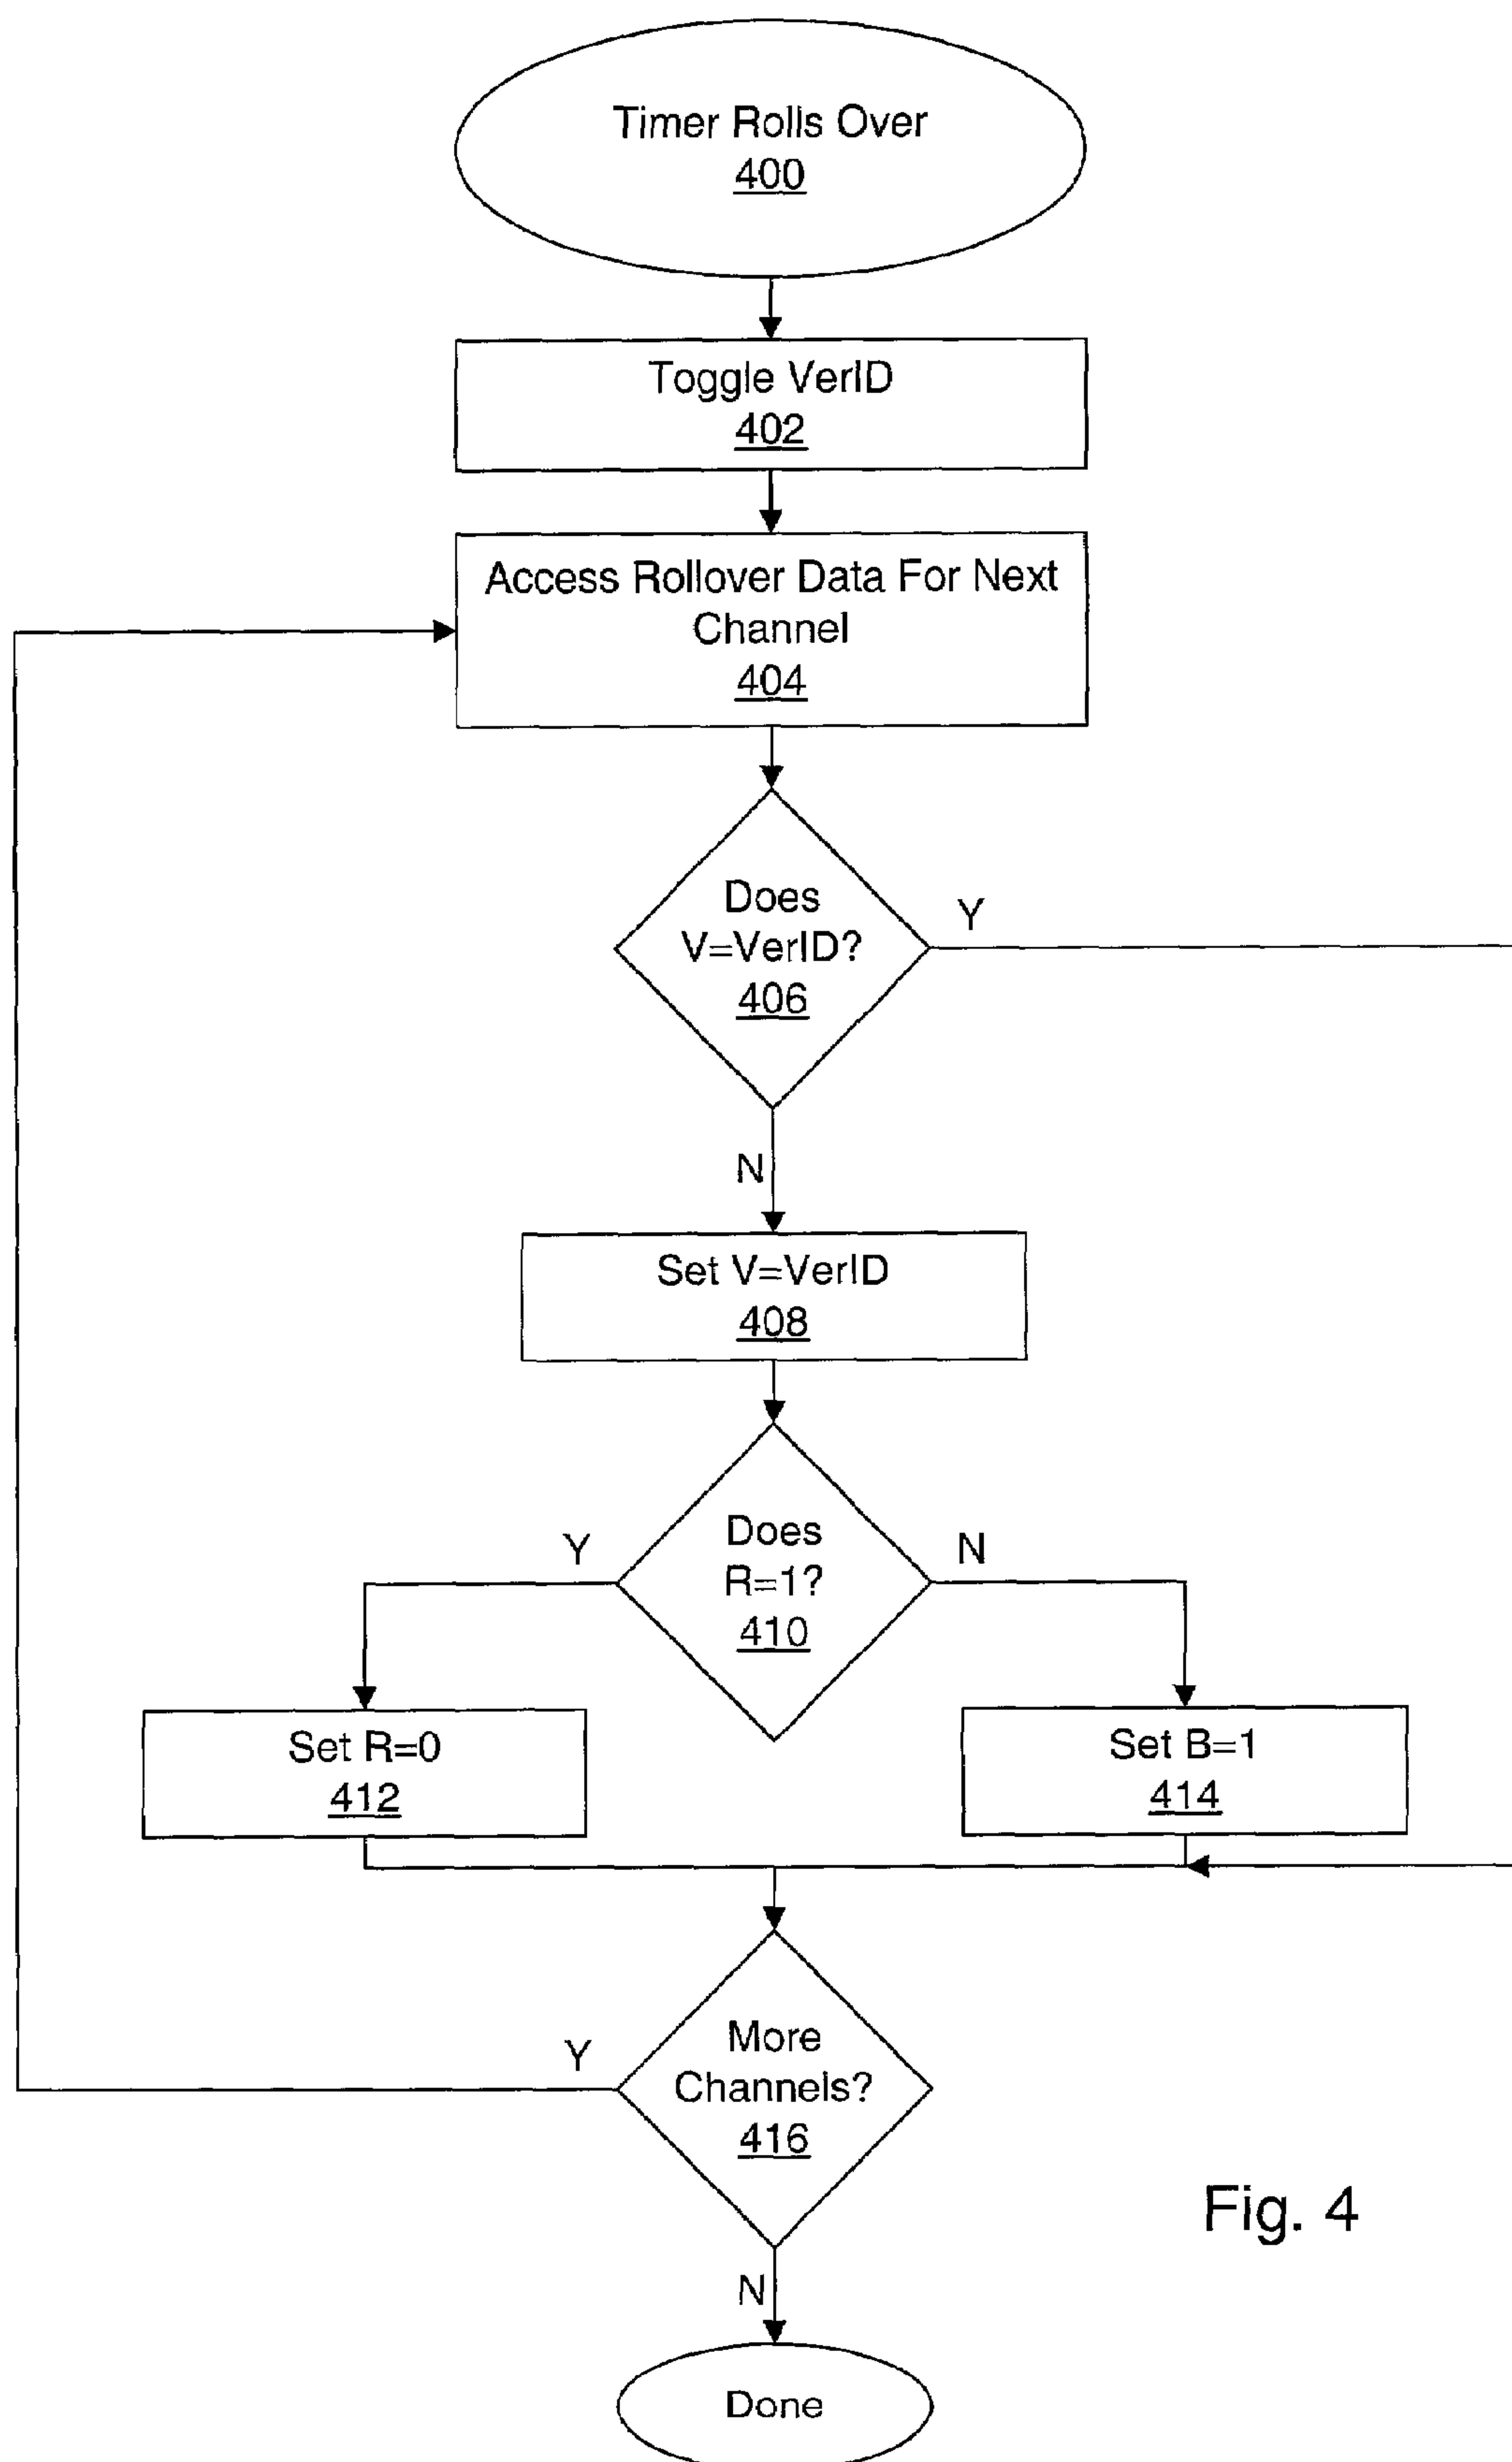 Timer Rolls Over
400
Toggle VerID
402
Access Rollover Data For Next
Channel
404
Does
V=VerID?
406
Y
N
Set V=VerID
408
Does
R=1?
410
Y
N
Set R=0
412
Set B=1
414
More
Channels?
416
Y
N
Done
Fig. 4